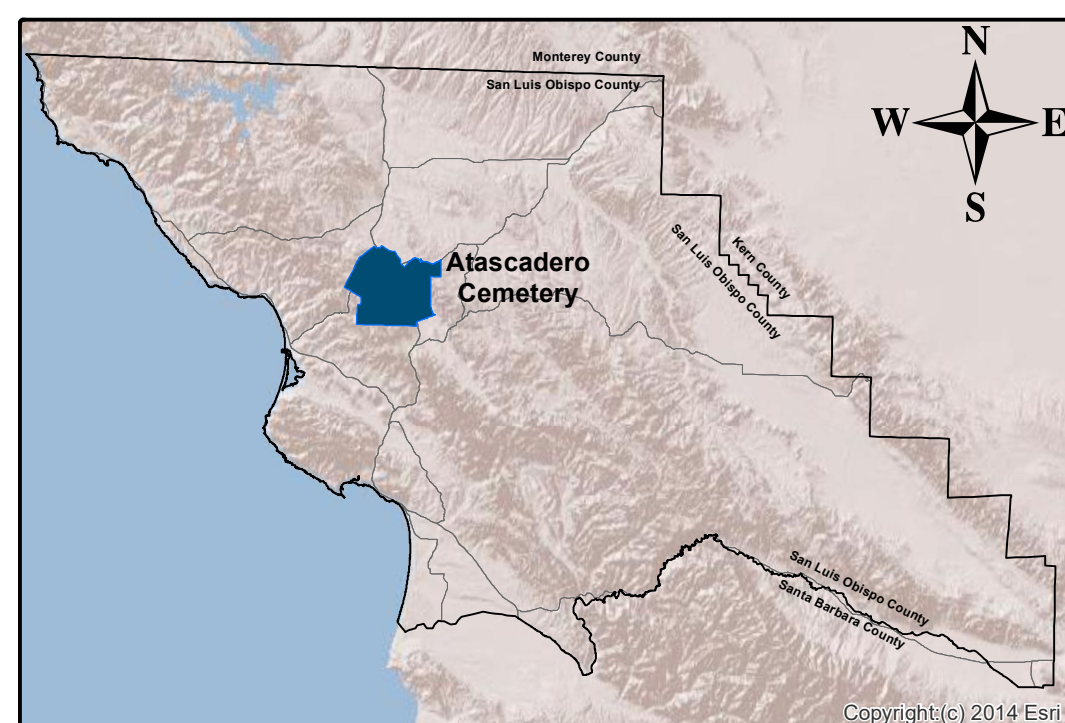 N
Monterey County
San Luis Obispo County
W
E
S
Kern County
San Luis Obispo County
Atascadero
Cemetery
San Luis Obispo County
Santa Barbara County
Copyright:(c) 2014 Esri